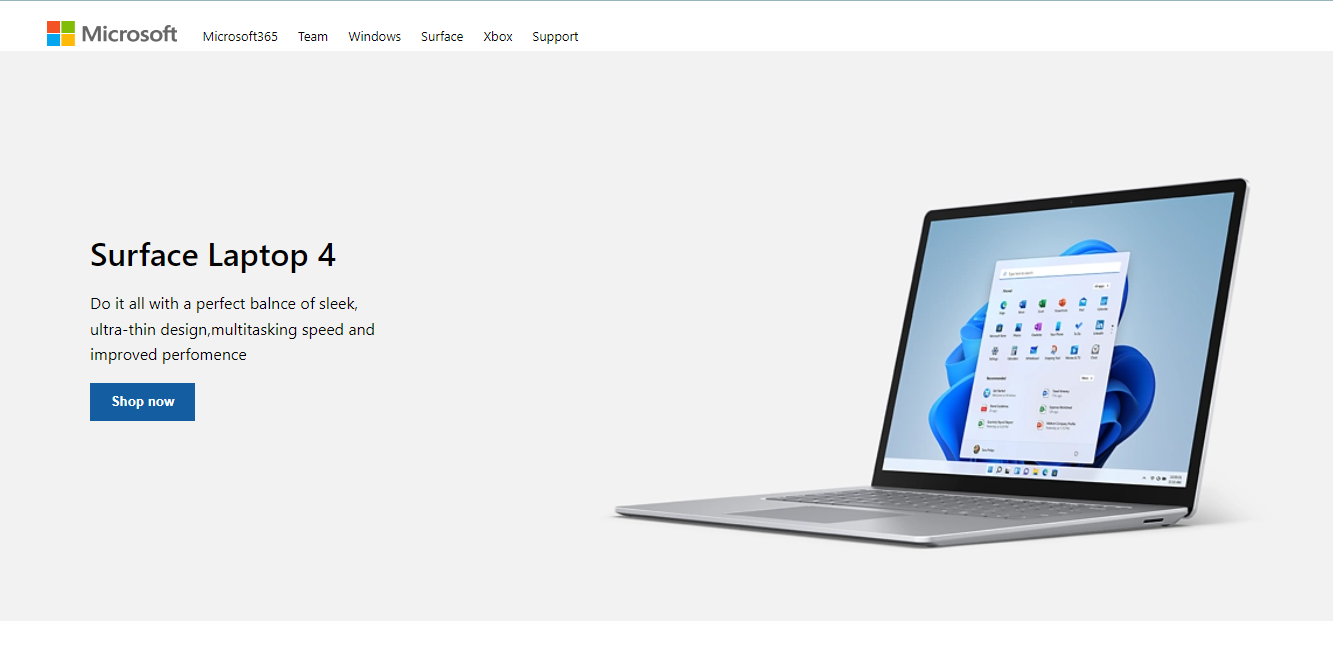 Microsoft
Microsoft365 Team Windows Surface Xbox Support
Surface Laptop 4
Do it all with a perfect balnce of sleek,
ultra-thin design,multitasking speed and
improved perfomence
Shop now